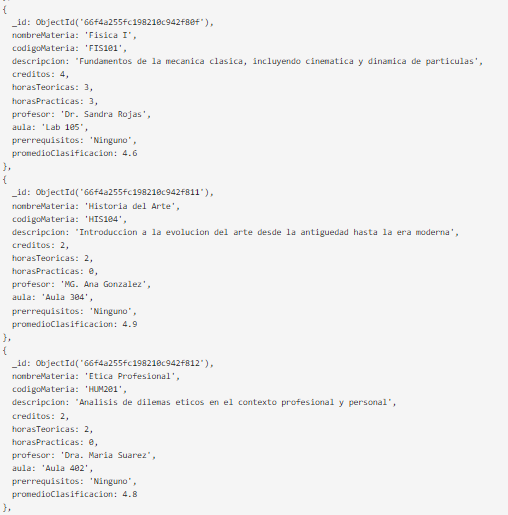 {
_id: ObjectId('66f4a255fc198210c942f80f'),
nombreMateria: 'Fisica I',
codigoMateria: 'FIS101',
descripcion: 'Fundamentos de la mecanica clasica, incluyendo cinematica y dinamica de particulas',
creditos: 4,
horasTeoricas: 3,
horasPracticas: 3,
profesor: 'Dr. Sandra Rojas',
aula: 'Lab 105',
prerrequisitos: 'Ninguno',
promedioClasificacion: 4.6
},
{
_id: ObjectId('66f4a255fc198210c942f811'),
nombreMateria: 'Historia del Arte',
codigoMateria: 'HIS104',
descripcion: 'Introduccion a la evolucion del arte desde la antiguedad hasta la era moderna',
creditos: 2,
horasTeoricas: 2,
horasPracticas: 0,
profesor: 'MG. Ana Gonzalez',
aula: 'Aula 304',
prerrequisitos: 'Ninguno',
promedioClasificacion: 4.9
},
{
_id: ObjectId('66f4a255fc198210c942f812'),
nombreMateria: 'Etica Profesional',
codigoMateria: 'HUM201',
descripcion: 'Analisis de dilemas eticos en el contexto profesional y personal',
creditos: 2,
horasTeoricas: 2,
horasPracticas: 0,
profesor: 'Dra. Maria Suarez',
aula: 'Aula 402',
prerrequisitos: 'Ninguno',
promedioClasificacion: 4.8
},